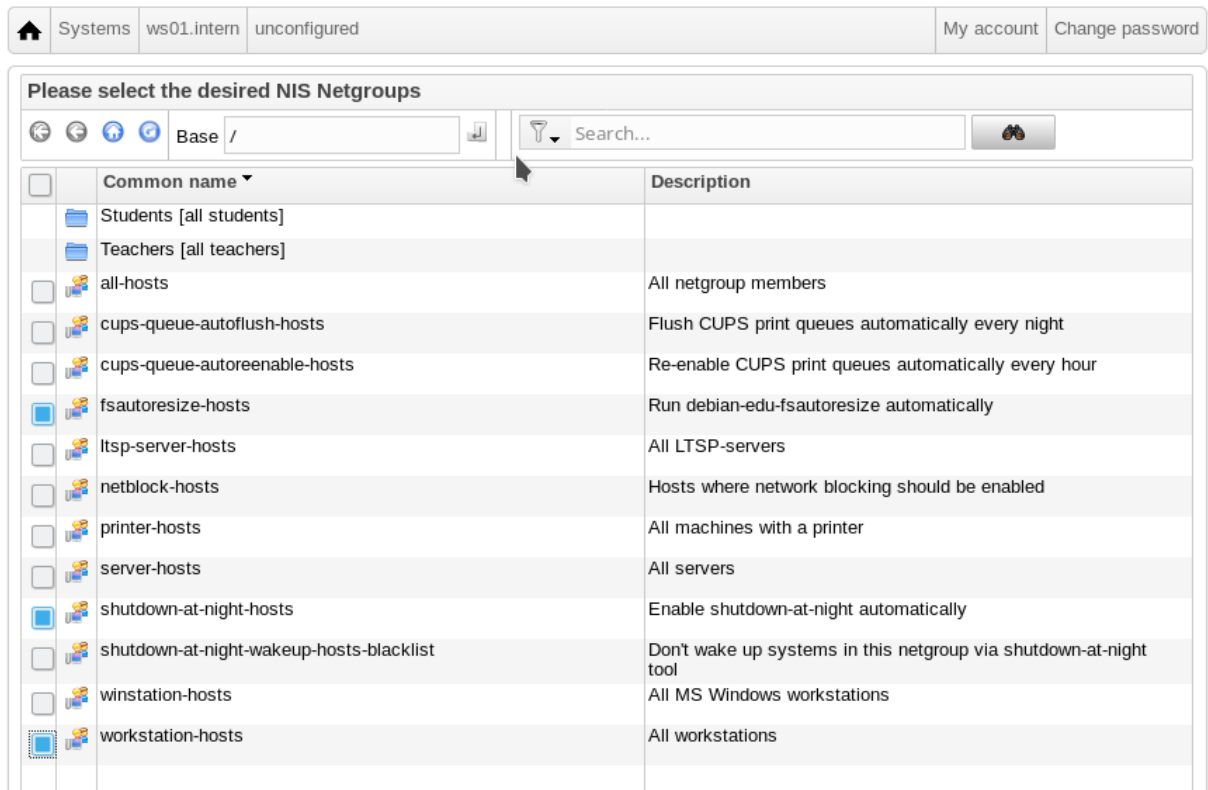 Systems ws01.intern unconfigured My account Change password
Please select the desired NIS Netgroups
Base / Search...
Common name Description
Students [all students]
Teachers [all teachers]
all-hosts All netgroup members
cups-queue-autoflush-hosts Flush CUPS print queues automatically every night
cups-queue-autoreenable-hosts Re-enable CUPS print queues automatically every hour
fsautoresize-hosts Run debian-edu-fsautoresize automatically
ltsp-server-hosts All LTSP-servers
netblock-hosts Hosts where network blocking should be enabled
printer-hosts All machines with a printer
server-hosts All servers
shutdown-at-night-hosts Enable shutdown-at-night automatically
shutdown-at-night-wakeup-hosts-blacklist Don't wake up systems in this netgroup via shutdown-at-night
tool
winstation-hosts All MS Windows workstations
workstation-hosts All workstations